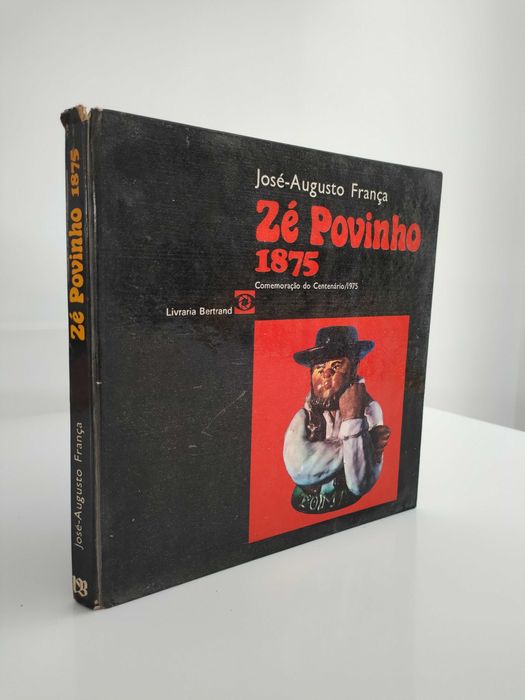 José-Augusto França
Zé Povinho
1875
Comemoração do Centenário/1975
Livraria Bertrand
Zé Povinho 1875
José-Augusto França